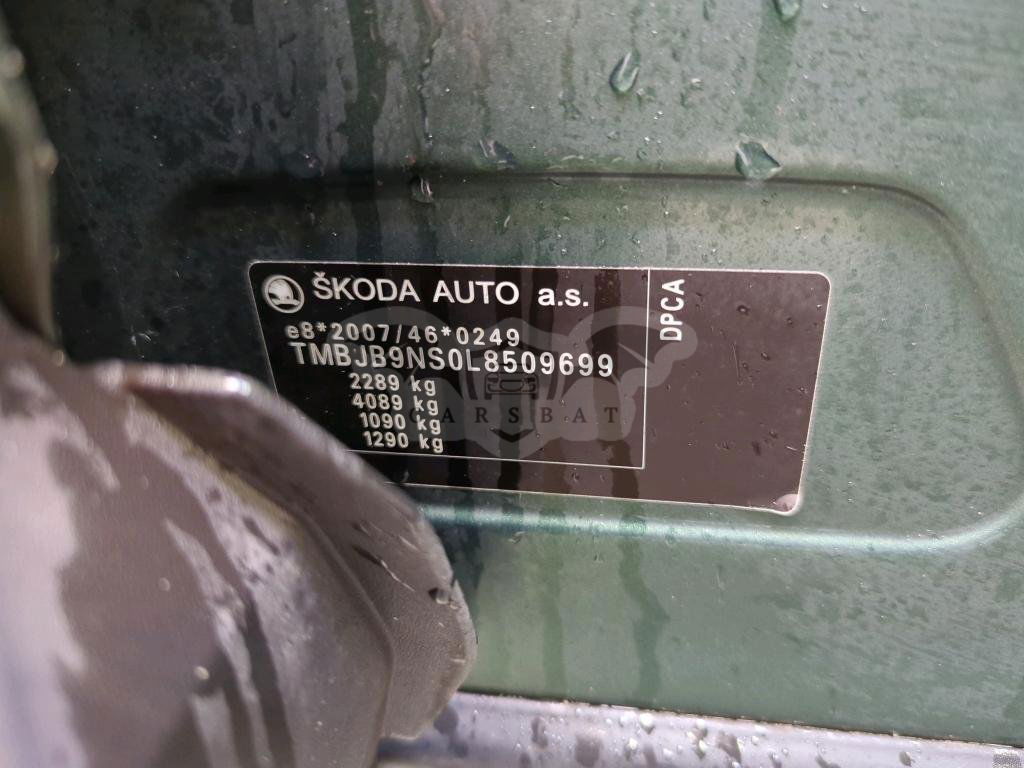 ŠKODA AUTO a.s.
e8*2007/46*0249
TMBJB9NS0L8509699
2289 kg
4089 kg
1090 kg
1290 kg
DPCA
CARSBAT